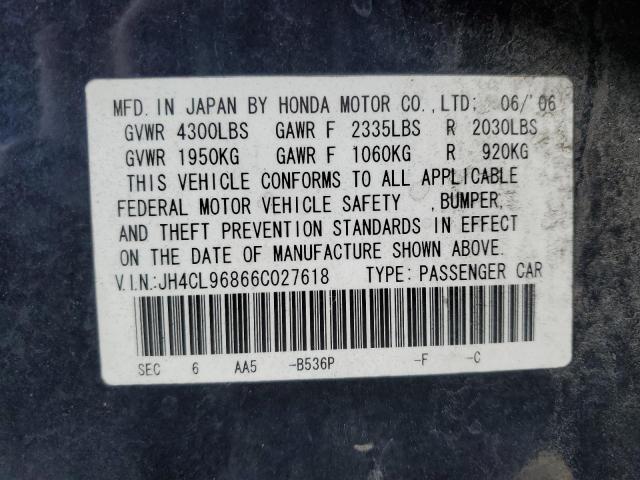 MFD. IN JAPAN BY HONDA MOTOR CO.,LTD: 06/'06
GVWR 4300LBS GAWR F 2335LBS R 2030LBS
GVWR 1950KG GAWR F 1060KG R 920KG
THIS VEHICLE CONFORMS TO ALL APPLICABLE
FEDERAL MOTOR VEHICLE SAFETY ,BUMPER,
AND THEFT PREVENTION STANDARDS IN EFFECT
ON THE DATE OF MANUFACTURE SHOWN ABOVE.
V.I.N.:JH4CL96866C027618 TYPE: PASSENGER CAR
SEC 6 AA5 -B536P -F -C